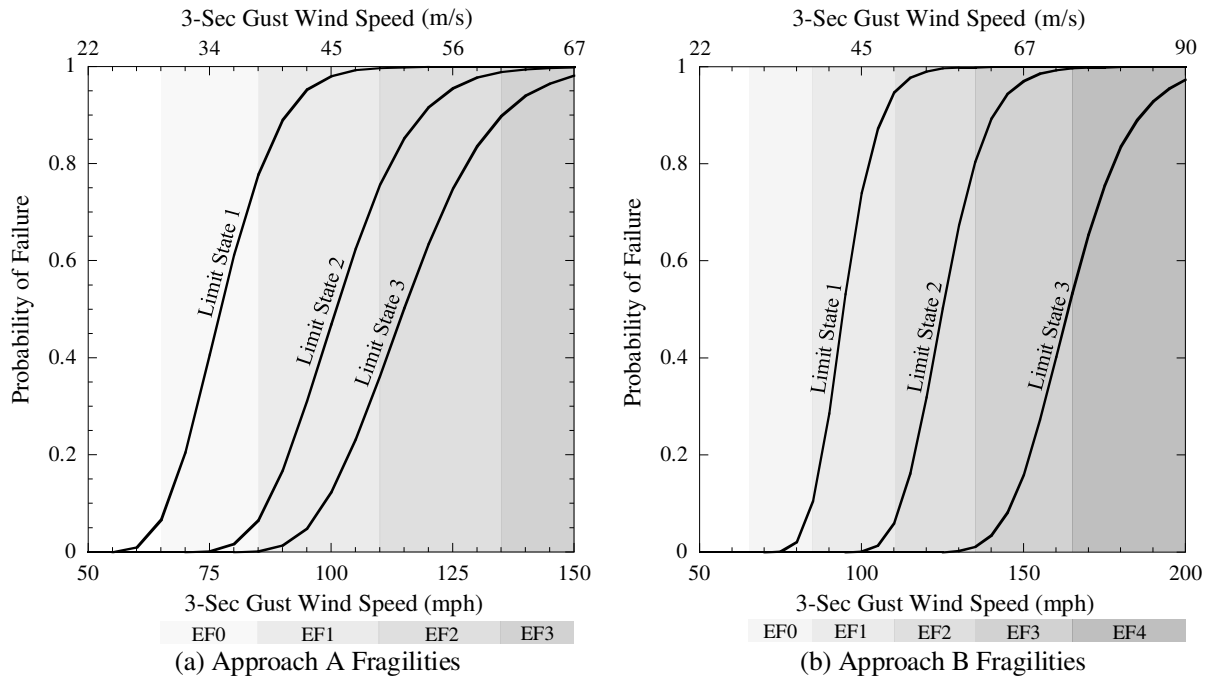 3-Sec Gust Wind Speed (m/s)
22 34 45 56 67
1
0.8
0.6
0.4
0.2
0
Probability of Failure
Limit State 1
Limit State 2
Limit State 3
50 75 100 125 150
3-Sec Gust Wind Speed (mph)
EF0 EF1 EF2 EF3
(a) Approach A Fragilities
3-Sec Gust Wind Speed (m/s)
22 45 67 90
1
0.8
0.6
0.4
0.2
0
Probability of Failure
Limit State 1
Limit State 2
Limit State 3
50 100 150 200
3-Sec Gust Wind Speed (mph)
EF0 EF1 EF2 EF3 EF4
(b) Approach B Fragilities